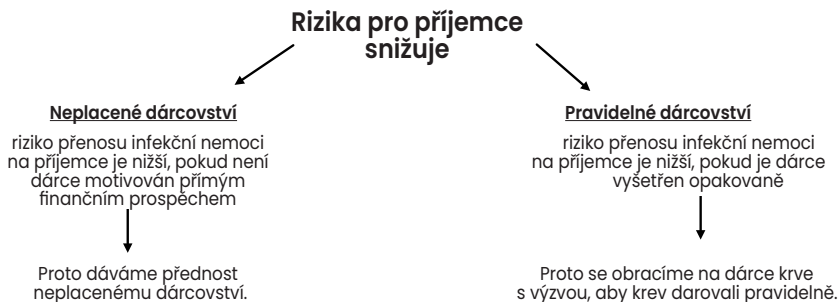 Rizika pro příjemce
snižuje
Neplacené dárcovství
riziko přenosu infekční nemoci
na příjemce je nižší, pokud není
dárce motivován přímým
finančním prospěchem
Proto dáváme přednost
neplacenému dárcovství.
Pravidelné dárcovství
riziko přenosu infekční nemoci
na příjemce je nižší, pokud je dárce
vyšetřen opakovaně
Proto se obracíme na dárce krve
s výzvou, aby krev darovali pravidelně.